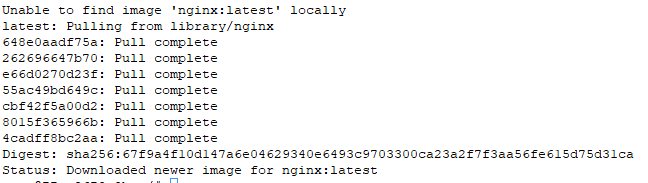 Unable to find image 'nginx:latest' locally
latest: Pulling from library/nginx
648e0aadf75a: Pull complete
262696647b70: Pull complete
e66d0270d23f: Pull complete
55ac49bd649c: Pull complete
cbf42f5a00d2: Pull complete
8015f365966b: Pull complete
4cadff8bc2aa: Pull complete
Digest: sha256:67f9a4f10d147a6e04629340e6493c9703300ca23a2f7f3aa56fe615d75d31ca
Status: Downloaded newer image for nginx:latest